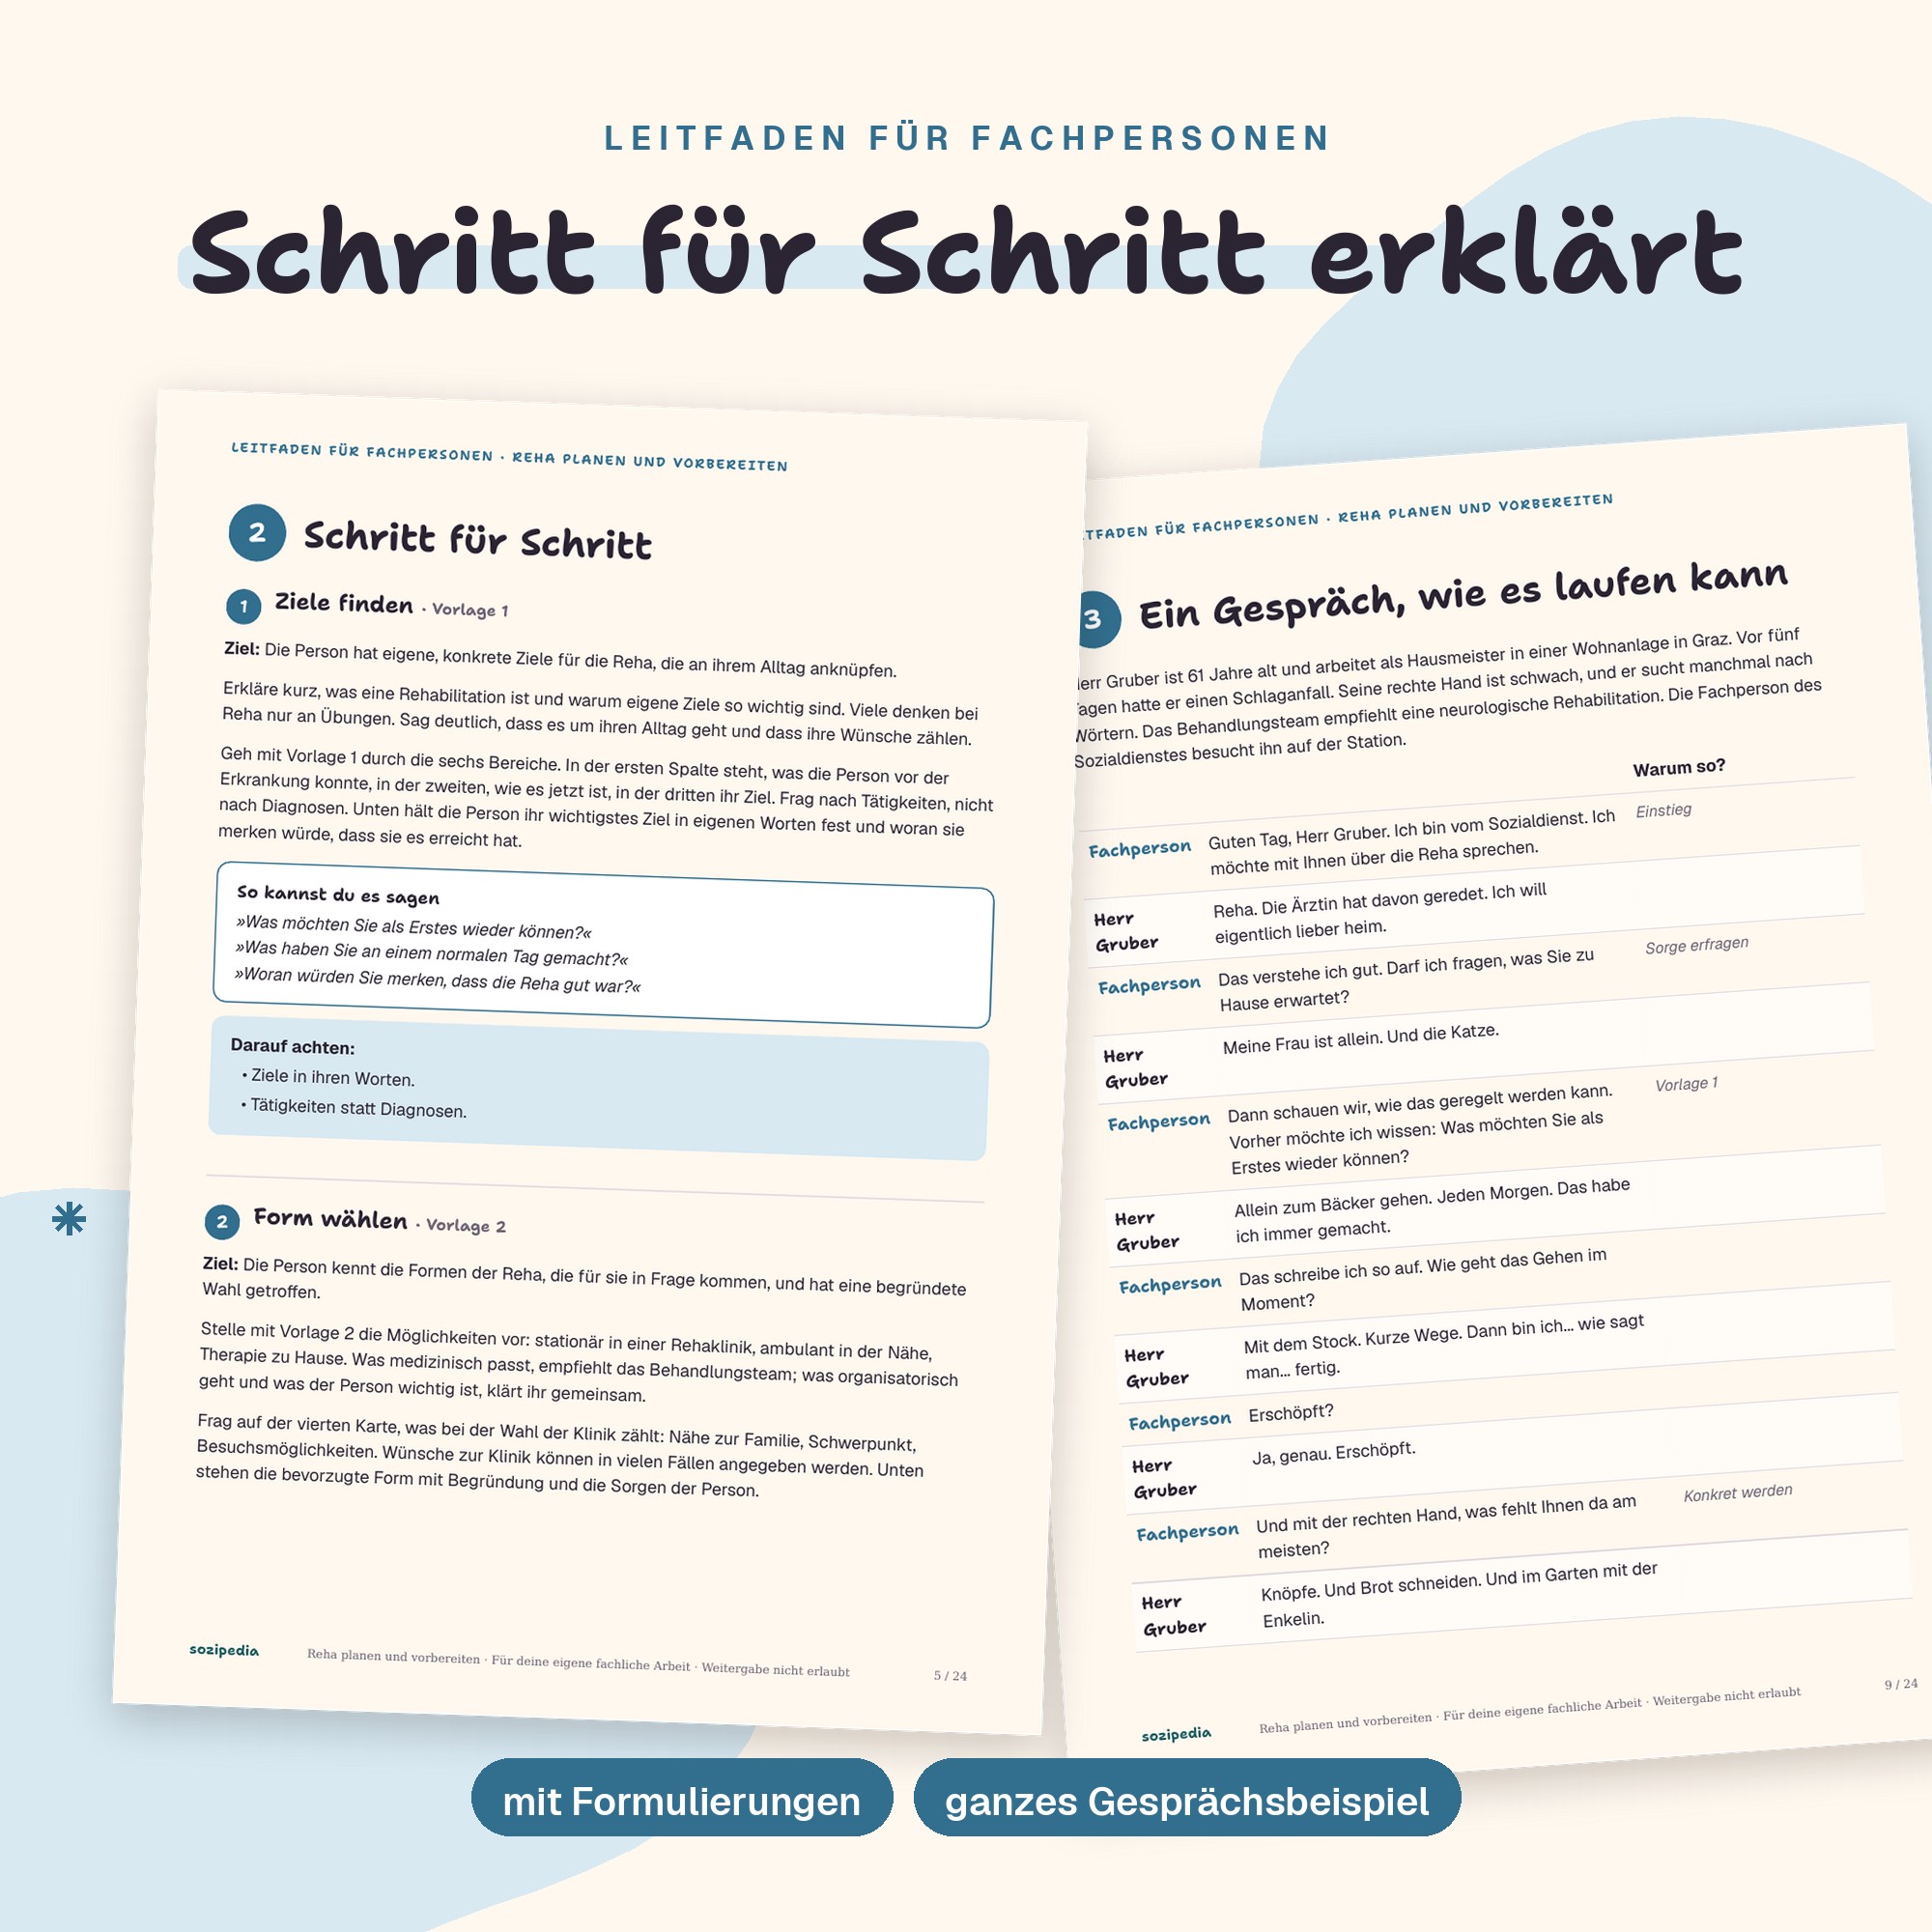 LEITFADEN FÜR FACHPERSONEN
Schritt für Schritt erklärt
LEITFADEN FÜR FACHPERSONEN · REHA PLANEN UND VORBEREITEN
2 Schritt für Schritt
1 Ziele finden · Vorlage 1
Ziel: Die Person hat eigene, konkrete Ziele für die Reha, die an ihrem Alltag anknüpfen.
Erkläre kurz, was eine Rehabilitation ist und warum eigene Ziele so wichtig sind. Viele denken bei
Reha nur an Übungen. Sag deutlich, dass es um ihren Alltag geht und dass ihre Wünsche zählen.
Geh mit Vorlage 1 durch die sechs Bereiche. In der ersten Spalte steht, was die Person vor der
Erkrankung konnte, in der zweiten, wie es jetzt ist, in der dritten ihr Ziel. Frag nach Tätigkeiten, nicht
nach Diagnosen. Unten hält die Person ihr wichtigstes Ziel in eigenen Worten fest und woran sie
merken würde, dass sie es erreicht hat.
So kannst du es sagen
»Was möchten Sie als Erstes wieder können?«
»Was haben Sie an einem normalen Tag gemacht?«
»Woran würden Sie merken, dass die Reha gut war?«
Darauf achten:
• Ziele in ihren Worten.
• Tätigkeiten statt Diagnosen.
2 Form wählen · Vorlage 2
Ziel: Die Person kennt die Formen der Reha, die für sie in Frage kommen, und hat eine begründete
Wahl getroffen.
Stelle mit Vorlage 2 die Möglichkeiten vor: stationär in einer Rehaklinik, ambulant in der Nähe,
Therapie zu Hause. Was medizinisch passt, empfiehlt das Behandlungsteam; was organisatorisch
geht und was der Person wichtig ist, klärt ihr gemeinsam.
Frag auf der vierten Karte, was bei der Wahl der Klinik zählt: Nähe zur Familie, Schwerpunkt,
Besuchsmöglichkeiten. Wünsche zur Klinik können in vielen Fällen angegeben werden. Unten
stehen die bevorzugte Form mit Begründung und die Sorgen der Person.
sozipedia Reha planen und vorbereiten · Für deine eigene fachliche Arbeit · Weitergabe nicht erlaubt 5 / 24
TFADEN FÜR FACHPERSONEN · REHA PLANEN UND VORBEREITEN
3 Ein Gespräch, wie es laufen kann
err Gruber ist 61 Jahre alt und arbeitet als Hausmeister in einer Wohnanlage in Graz. Vor fünf
Tagen hatte er einen Schlaganfall. Seine rechte Hand ist schwach, und er sucht manchmal nach
Wörtern. Das Behandlungsteam empfiehlt eine neurologische Rehabilitation. Die Fachperson des
Sozialdienstes besucht ihn auf der Station.
Warum so?
Fachperson Guten Tag, Herr Gruber. Ich bin vom Sozialdienst. Ich Einstieg
möchte mit Ihnen über die Reha sprechen.
Herr Reha. Die Ärztin hat davon geredet. Ich will
Gruber eigentlich lieber heim.
Fachperson Das verstehe ich gut. Darf ich fragen, was Sie zu Sorge erfragen
Hause erwartet?
Herr Meine Frau ist allein. Und die Katze.
Gruber
Fachperson Dann schauen wir, wie das geregelt werden kann. Vorlage 1
Vorher möchte ich wissen: Was möchten Sie als
Erstes wieder können?
Herr Allein zum Bäcker gehen. Jeden Morgen. Das habe
Gruber ich immer gemacht.
Fachperson Das schreibe ich so auf. Wie geht das Gehen im
Moment?
Herr Mit dem Stock. Kurze Wege. Dann bin ich... wie sagt
Gruber man... fertig.
Fachperson Erschöpft?
Herr Ja, genau. Erschöpft.
Gruber
Fachperson Und mit der rechten Hand, was fehlt Ihnen da am Konkret werden
meisten?
Herr Knöpfe. Und Brot schneiden. Und im Garten mit der
Gruber Enkelin.
sozipedia Reha planen und vorbereiten · Für deine eigene fachliche Arbeit · Weitergabe nicht erlaubt 9 / 24
mit Formulierungen ganzes Gesprächsbeispiel